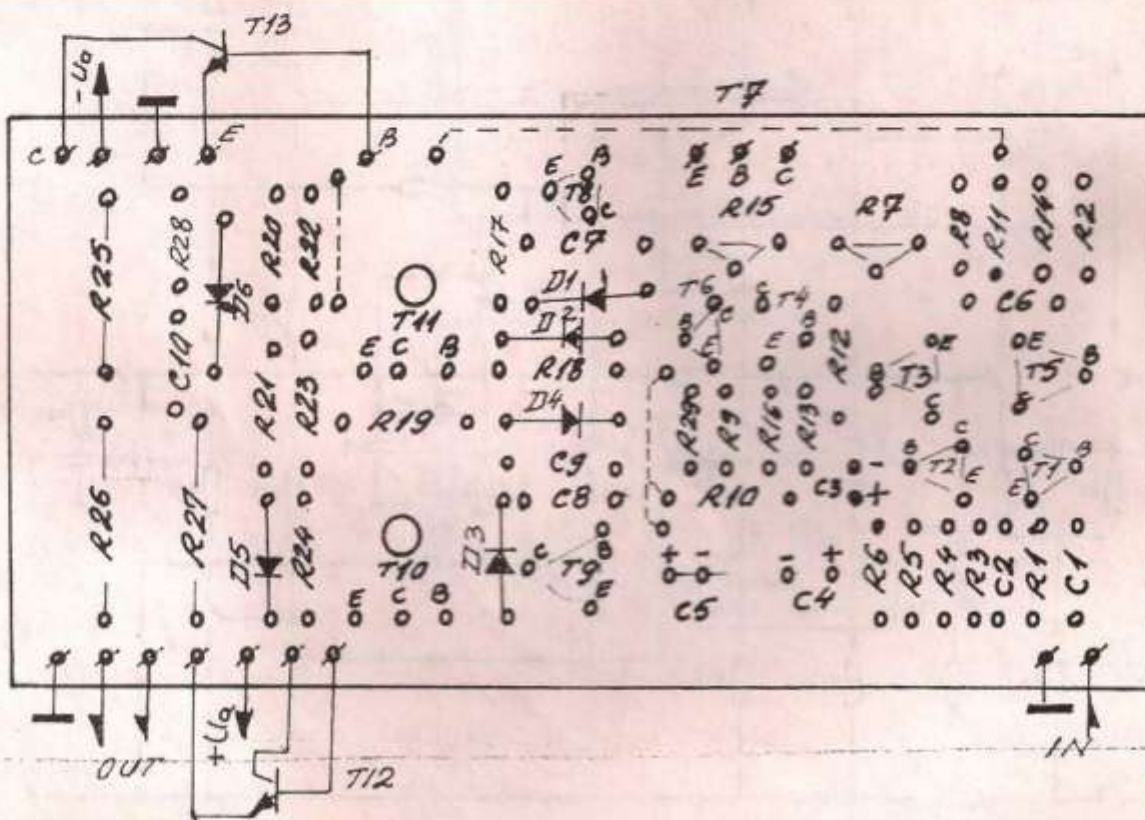 T13
-Ua
T7
C
E
B
E
B
C
E
B
C
T8
R15
R7
R8
R11
R14
R2
R25
R28
R20
R22
R17
C7
D6
D1
T6
C
C
T4
C6
T11
D2
B
E
B
E
E
B
C10
E
C
B
R18
R12
T3
T5
C
C
R21
R23
R19
D4
R29
R9
R16
R13
C9
B
C
T2
E
C
T1
B
E
R26
R27
C8
R10
C3
-
+
D5
R24
T10
D3
C
T9
B
E
+
-
C5
-
+
C4
R6
R5
R4
R3
C2
R1
C1
E
C
B
OUT
+Ua
T12
IN